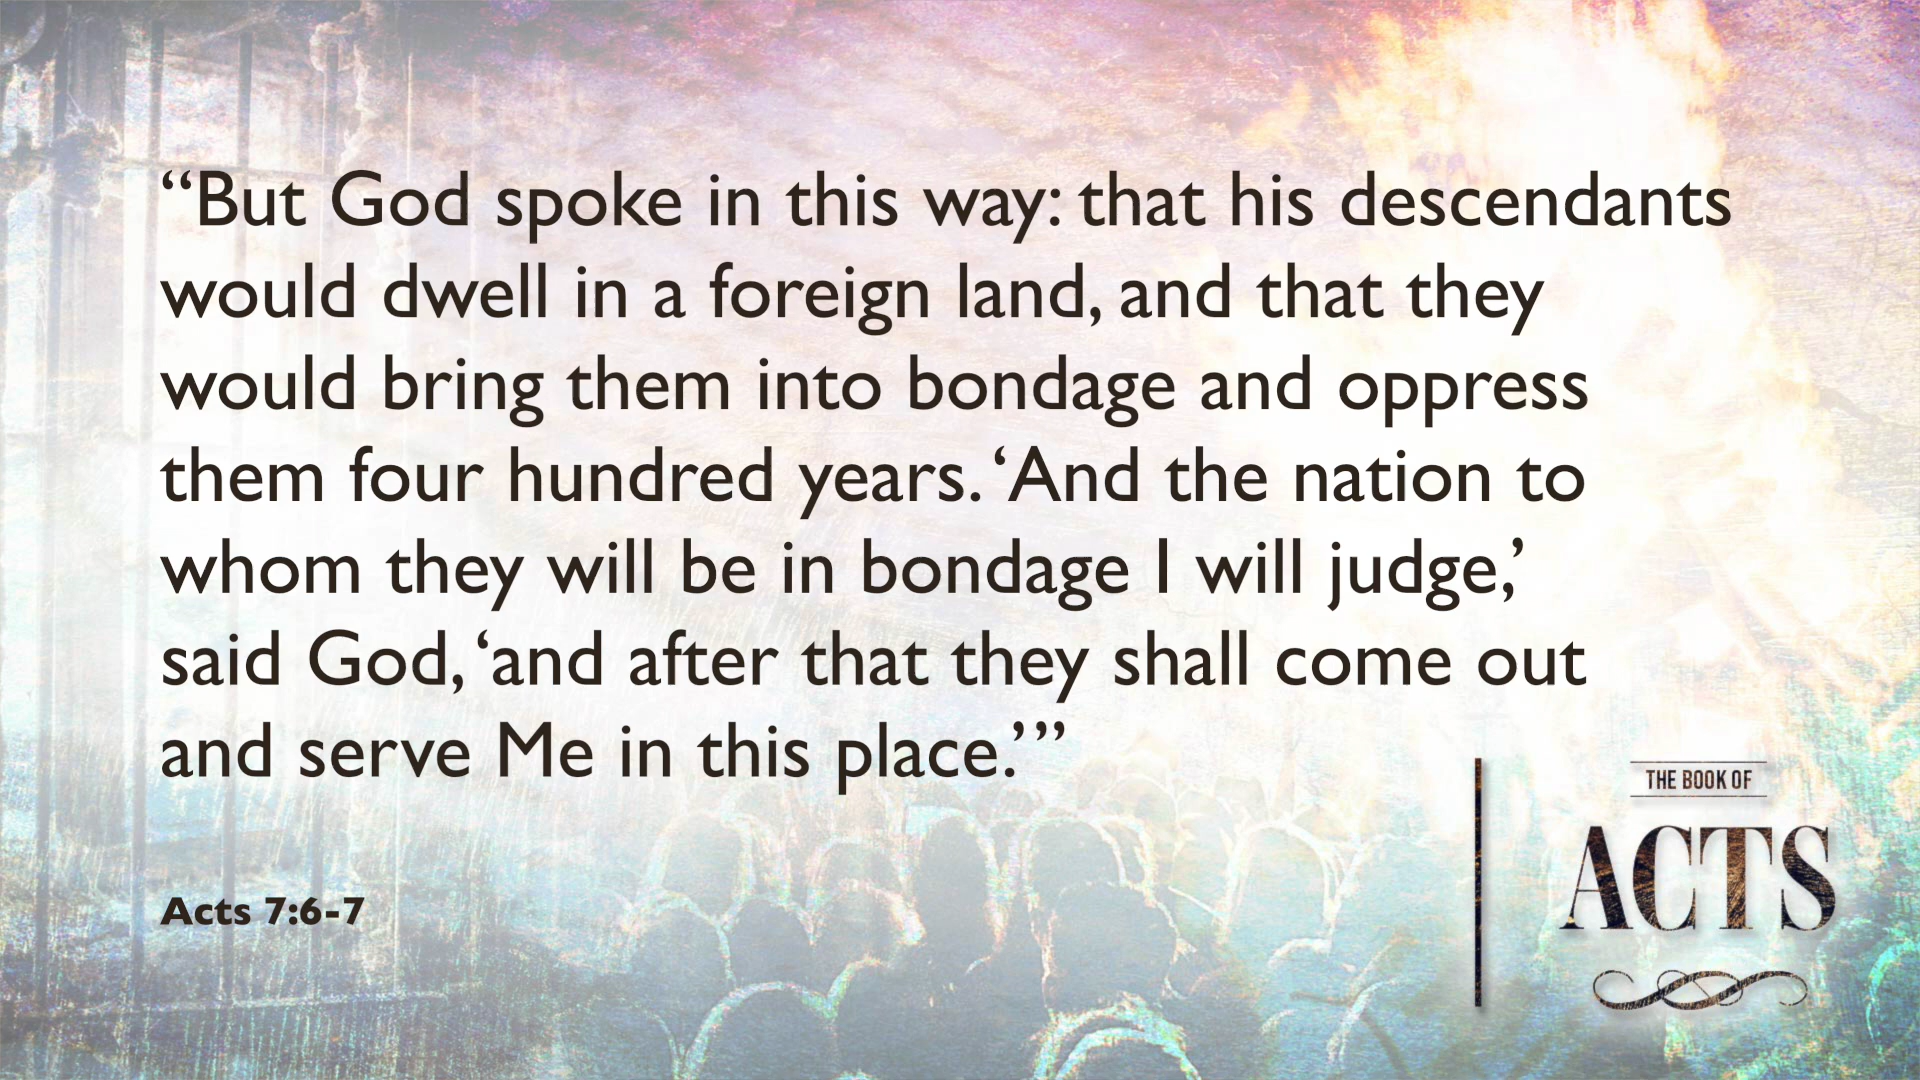 “But God spoke in this way: that his descendants
would dwell in a foreign land, and that they
would bring them into bondage and oppress
them four hundred years. ‘And the nation to
whom they will be in bondage I will judge,’
said God, ‘and after that they shall come out
and serve Me in this place.’”
Acts 7:6-7
THE BOOK OF
ACTS